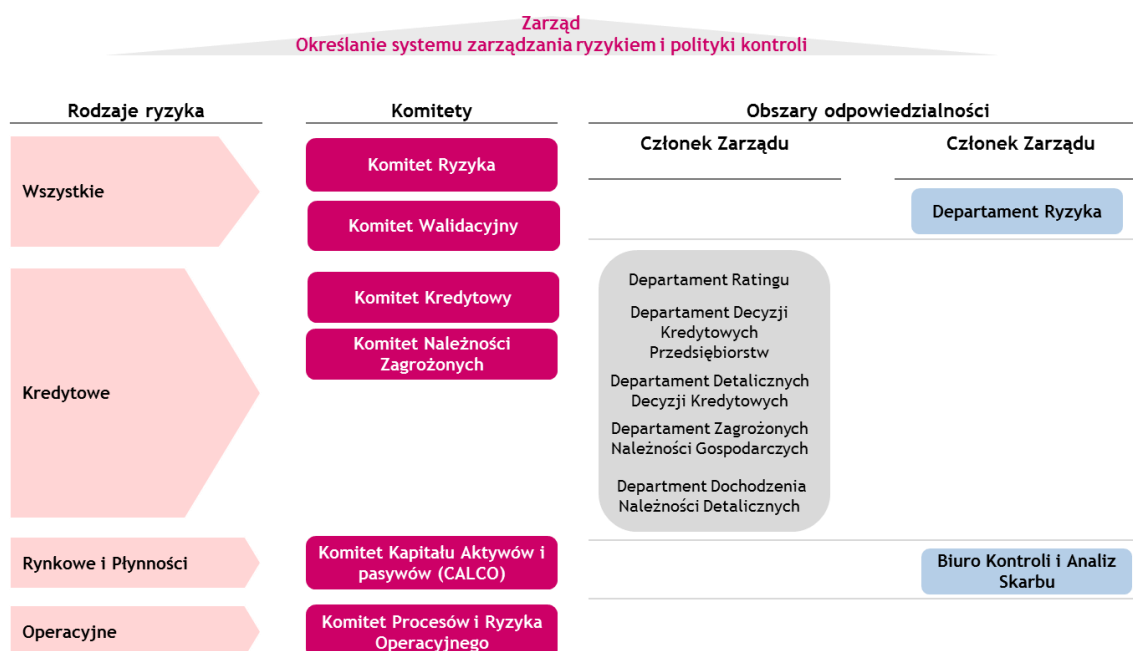 Zarząd
Określanie systemu zarządzania ryzykiem i polityki kontroli
Rodzaje ryzyka
Komitety
Obszary odpowiedzialności
Członek Zarządu
Członek Zarządu
Wszystkie
Komitet Ryzyka
Komitet Walidacyjny
Departament Ryzyka
Kredytowe
Komitet Kredytowy
Komitet Należności
Zagrożonych
Departament Ratingu
Departament Decyzji
Kredytowych
Przedsiębiorstw
Departament Detalicznych
Decyzji Kredytowych
Departament Zagrożonych
Należności Gospodarczych
Department Dochodzenia
Należności Detalicznych
Rynkowe i Płynności
Komitet Kapitału Aktywów i
pasywów (CALCO)
Biuro Kontroli i Analiz
Skarbu
Operacyjne
Komitet Procesów i Ryzyka
Operacyjnego